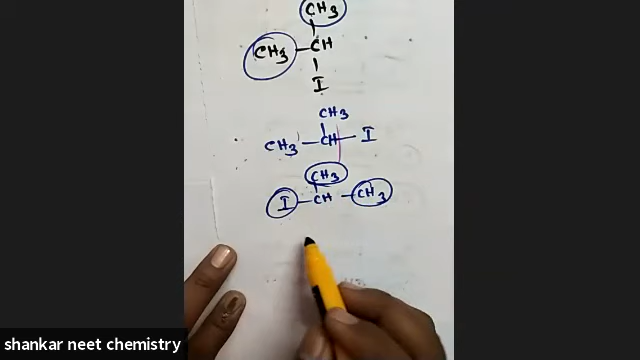 CH3
CH3 – CH
I
CH3
CH3 – CH – I
CH3
I – CH – CH3
shankar neet chemistry